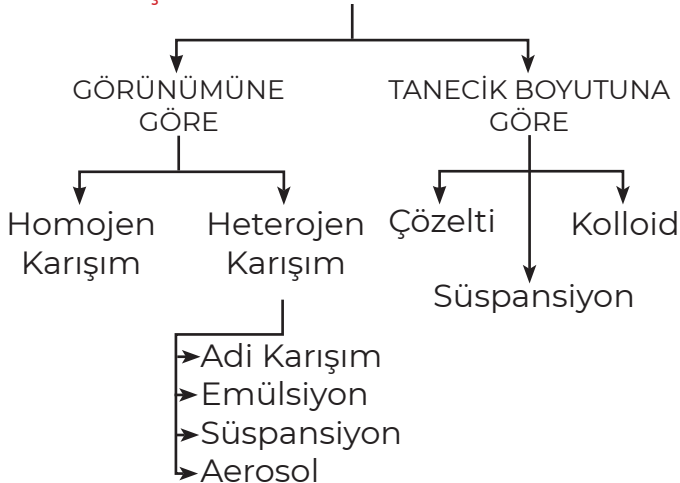 GÖRÜNÜMÜNE
GÖRE
TANECİK BOYUTUNA
GÖRE
Homojen
Karışım
Heterojen
Karışım
Çözelti
Kolloid
Süspansiyon
Adi Karışım
Emülsiyon
Süspansiyon
Aerosol